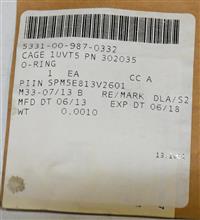 5331-00-987-0332
CAGE 1UVT5 PN 302035
O-RING
1 EA CC A
PIIN SPM5E813V2601
M33-07/13 B RE/MARK DLA/S2
MFD DT 06/13 EXP DT 06/18
WT 0.0010